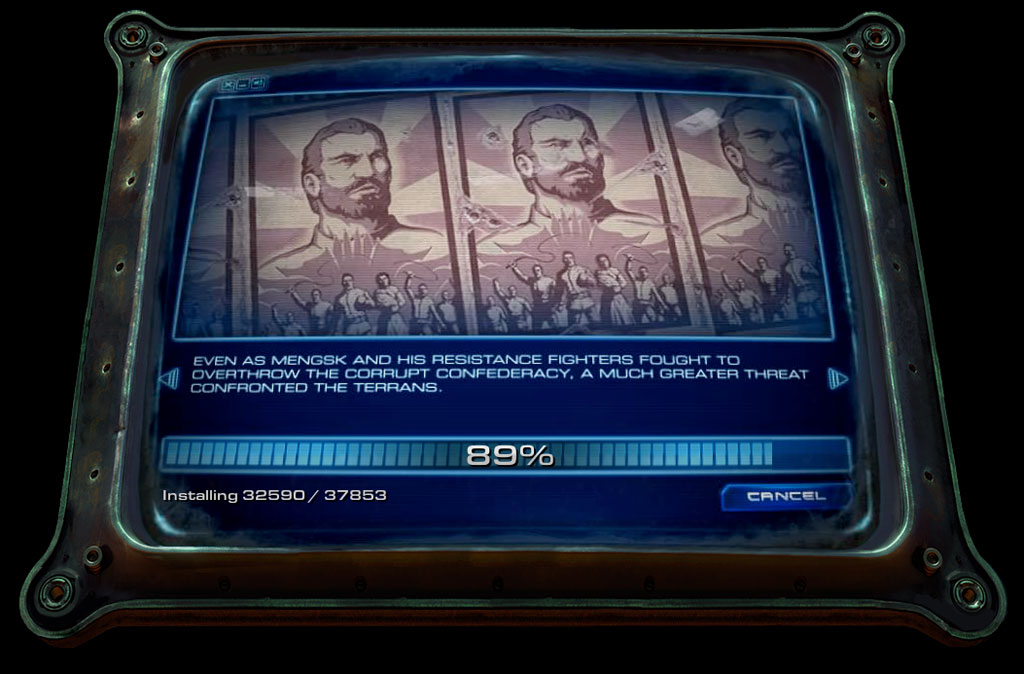 EVEN AS MENGSK AND HIS RESISTANCE FIGHTERS FOUGHT TO
OVERTHROW THE CORRUPT CONFEDERACY, A MUCH GREATER THREAT
CONFRONTED THE TERRANS.
89%
Installing 32590 / 37853
CANCEL